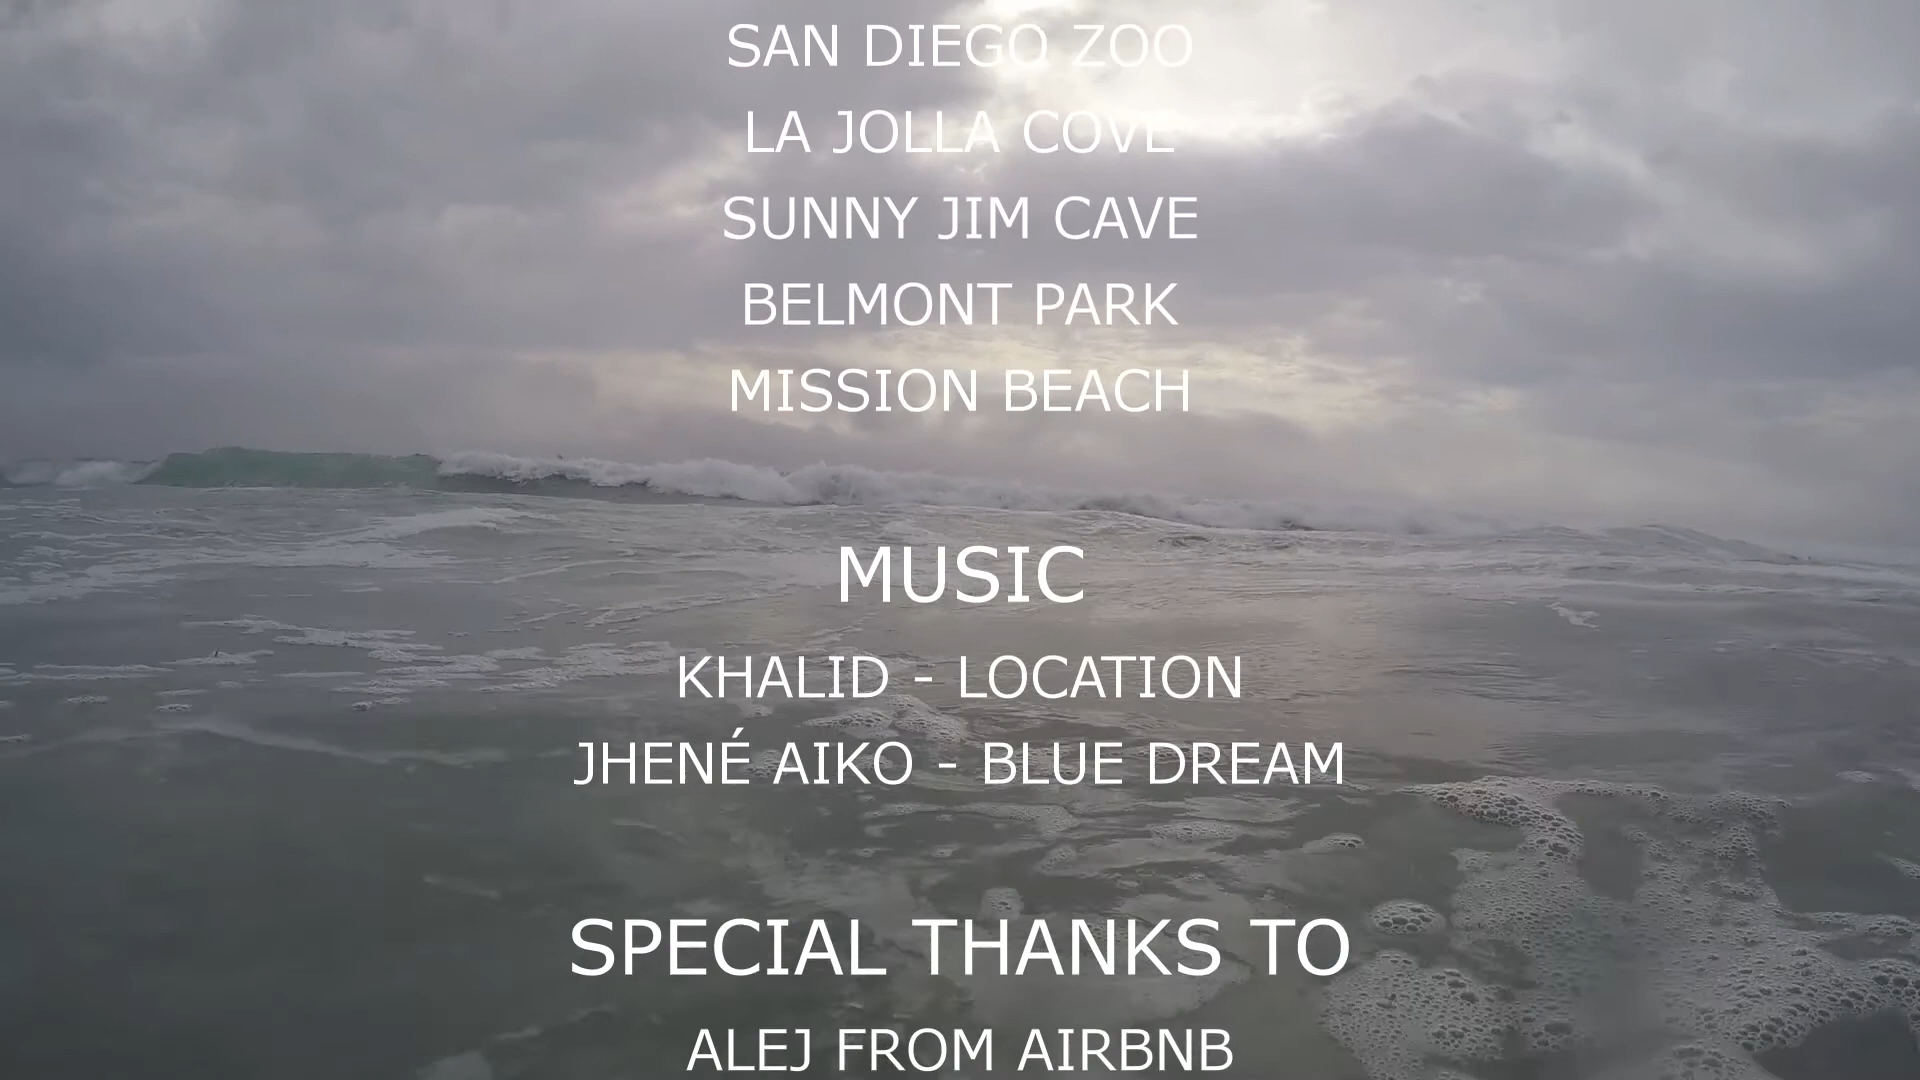 SAN DIEGO ZOO
LA JOLLA COVE
SUNNY JIM CAVE
BELMONT PARK
MISSION BEACH
MUSIC
KHALID - LOCATION
JHENÉ AIKO - BLUE DREAM
SPECIAL THANKS TO
ALEJ FROM AIRBNB